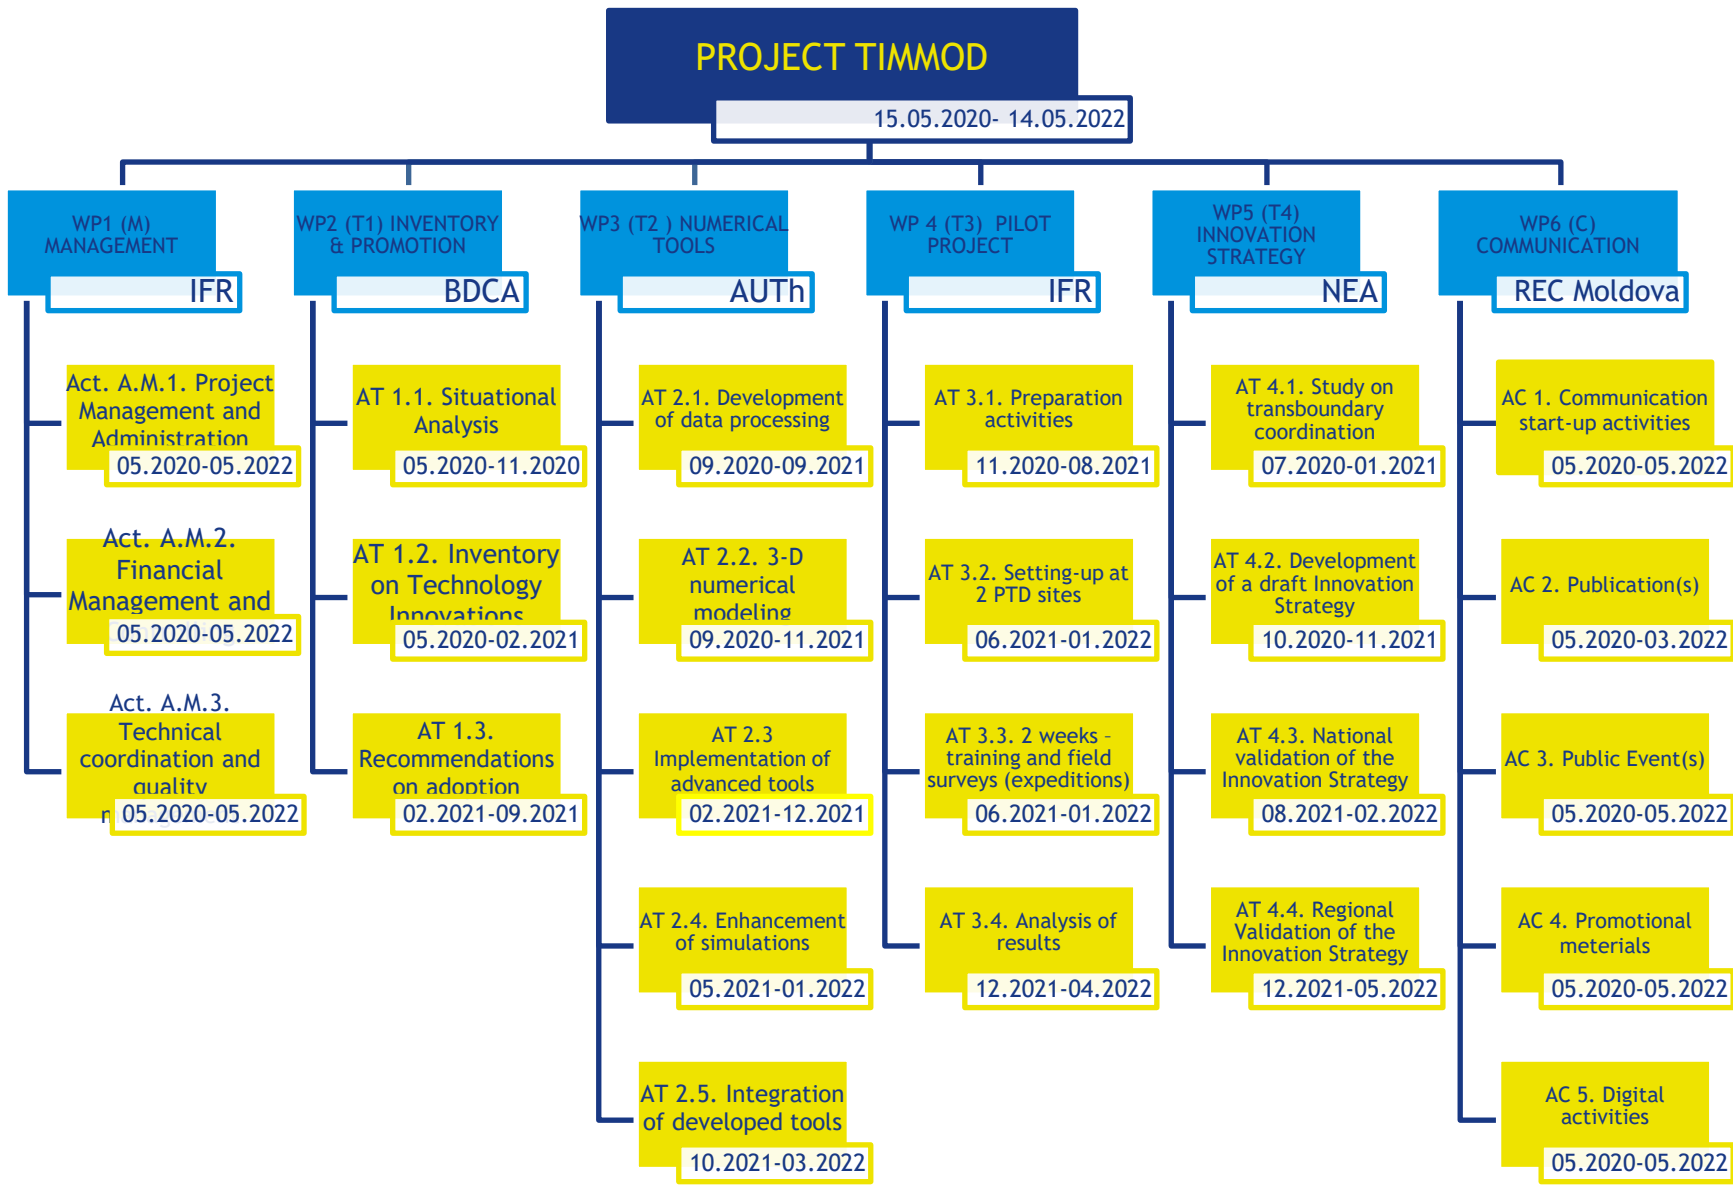 PROJECT TIMMOD
15.05.2020- 14.05.2022
WP1 (M)
MANAGEMENT
IFR
Act. A.M.1. Project
Management and
Administration
05.2020-05.2022
Act. A.M.2.
Financial
Management and
05.2020-05.2022
Act. A.M.3.
Technical
coordination and
quality
05.2020-05.2022
WP2 (T1) INVENTORY
& PROMOTION
BDCA
AT 1.1. Situational
Analysis
05.2020-11.2020
AT 1.2. Inventory
on Technology
Innovations
05.2020-02.2021
AT 1.3.
Recommendations
on adoption
02.2021-09.2021
WP3 (T2 ) NUMERICAL
TOOLS
AUTh
AT 2.1. Development
of data processing
09.2020-09.2021
AT 2.2. 3-D
numerical
modeling
09.2020-11.2021
AT 2.3
Implementation of
advanced tools
02.2021-12.2021
AT 2.4. Enhancement
of simulations
05.2021-01.2022
AT 2.5. Integration
of developed tools
10.2021-03.2022
WP 4 (T3) PILOT
PROJECT
IFR
AT 3.1. Preparation
activities
11.2020-08.2021
AT 3.2. Setting-up at
2 PTD sites
06.2021-01.2022
AT 3.3. 2 weeks –
training and field
surveys (expeditions)
06.2021-01.2022
AT 3.4. Analysis of
results
12.2021-04.2022
WP5 (T4)
INNOVATION
STRATEGY
NEA
AT 4.1. Study on
transboundary
coordination
07.2020-01.2021
AT 4.2. Development
of a draft Innovation
Strategy
10.2020-11.2021
AT 4.3. National
validation of the
Innovation Strategy
08.2021-02.2022
AT 4.4. Regional
Validation of the
Innovation Strategy
12.2021-05.2022
WP6 (C)
COMMUNICATION
REC Moldova
AC 1. Communication
start-up activities
05.2020-05.2022
AC 2. Publication(s)
05.2020-03.2022
AC 3. Public Event(s)
05.2020-05.2022
AC 4. Promotional
meterials
05.2020-05.2022
AC 5. Digital
activities
05.2020-05.2022